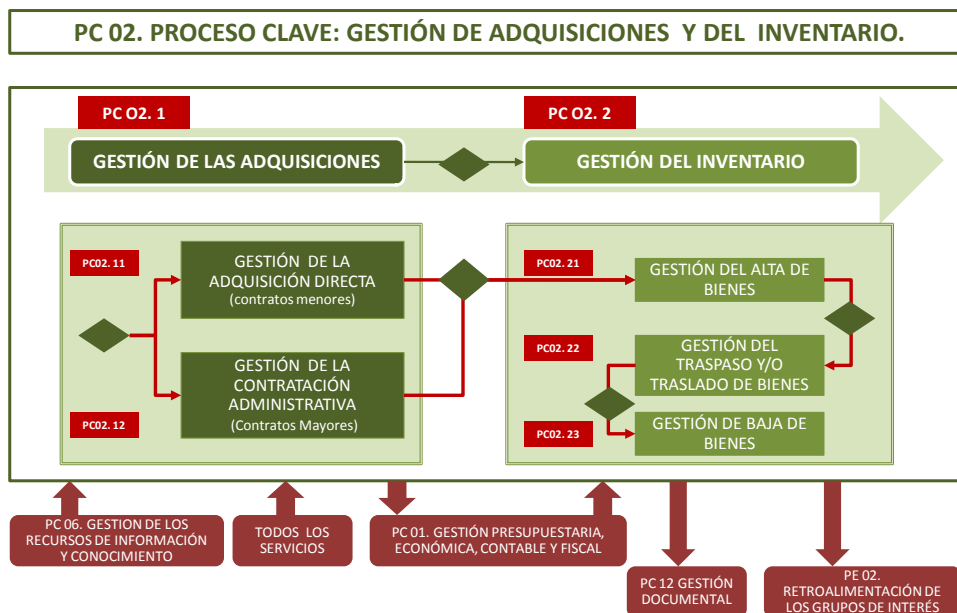 PC 02. PROCESO CLAVE: GESTIÓN DE ADQUISICIONES Y DEL INVENTARIO.
PC O2. 1
PC O2. 2
GESTIÓN DE LAS ADQUISICIONES
GESTIÓN DEL INVENTARIO
PC02. 11
GESTIÓN DE LA
ADQUISICIÓN DIRECTA
(contratos menores)
PC02. 12
GESTIÓN DE LA
CONTRATACIÓN
ADMINISTRATIVA
(Contratos Mayores)
PC02. 21
GESTIÓN DEL ALTA DE
BIENES
PC02. 22
GESTIÓN DEL
TRASPASO Y/O
TRASLADO DE BIENES
PC02. 23
GESTIÓN DE BAJA DE
BIENES
PC 06. GESTION DE LOS
RECURSOS DE INFORMACIÓN
Y CONOCIMIENTO
TODOS LOS
SERVICIOS
PC 01. GESTIÓN PRESUPUESTARIA,
ECONÓMICA, CONTABLE Y FISCAL
PC 12 GESTIÓN
DOCUMENTAL
PE 02.
RETROALIMENTACIÓN DE
LOS GRUPOS DE INTERÉS